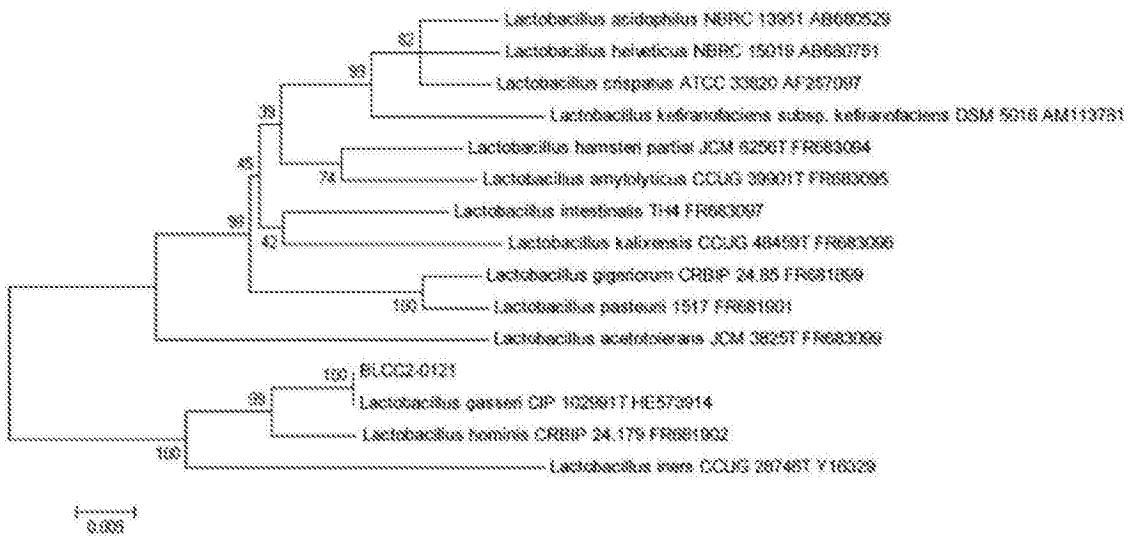 Lactobacillus acidophilus NBRC 13951 AB680529
82
Lactobacillus helveticus NBRC 15019 AB680751
99
Lactobacillus crispatus ATCC 33820 AF257097
Lactobacillus kefiranofaciens subsp. kefiranofaciens DSM 5016 AM113781
39
Lactobacillus hamsteri partial JCM 6256T FR683094
74
Lactobacillus amylolyticus CCUG 39901T FR683095
Lactobacillus intestinalis TH4 FR683097
42
Lactobacillus kalixensis CCUG 48459T FR683096
Lactobacillus gigeriorum CRBIP 24.85 FR681899
100
Lactobacillus pasteurii 1517 FR681901
Lactobacillus acetotolerans JCM 3825T FR683099
100
BLCC2-0121
Lactobacillus gasseri CIP 102991T HE573914
Lactobacillus hominis CRBIP 24.179 FR681902
100
Lactobacillus iners CCUG 28746T Y16329
0.005